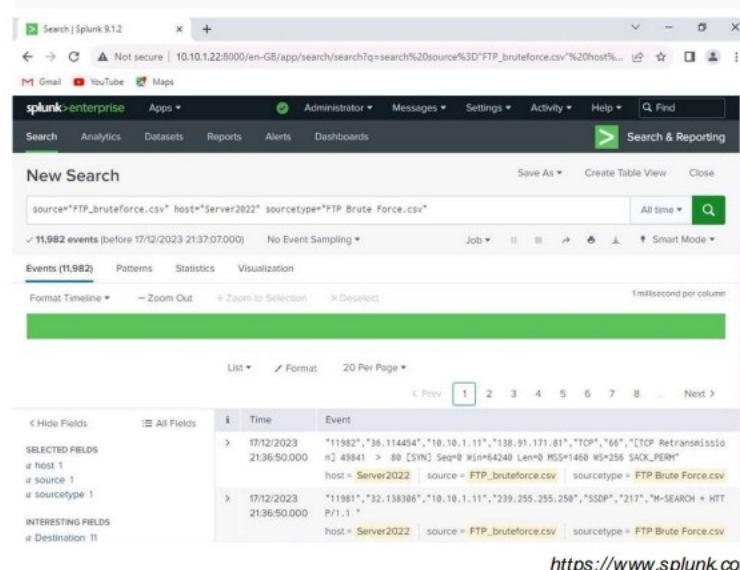 Search | Splunk 9.1.2
Not secure | 10.10.1.22:8000/en-GB/app/search/search?q=search%20source%3D"FTP_bruteforce.csv"%20host%...
Gmail YouTube Maps
splunk>enterprise Apps Administrator Messages Settings Activity Help Find
Search Analytics Datasets Reports Alerts Dashboards Search & Reporting
New Search Save As Create Table View Close
source="FTP_bruteforce.csv" host="Server2022" sourcetype="FTP Brute Force.csv" All time
11,982 events (before 17/12/2023 21:37:07.000) No Event Sampling Job Smart Mode
Events (11,982) Patterns Statistics Visualization
Format Timeline — Zoom Out + Zoom to Selection × Deselect 1 millisecond per column
List Format 20 Per Page
< Prev 1 2 3 4 5 6 7 8 ... Next >
< Hide Fields All Fields i Time Event
SELECTED FIELDS
a host 1
a source 1
a sourcetype 1
INTERESTING FIELDS
a Destination 11
> 17/12/2023 21:36:50.000 "11982","36.114454","10.10.1.11","138.91.171.81","TCP","66","[TCP Retransmissio
n] 49841 > 80 [SYN] Seq=0 Win=64240 Len=0 MSS=1460 WS=256 SACK_PERM"
host = Server2022 source = FTP_bruteforce.csv sourcetype = FTP Brute Force.csv
> 17/12/2023 21:36:50.000 "11981","32.138306","10.10.1.11","239.255.255.250","SSDP","217","M-SEARCH * HTT
P/1.1 "
host = Server2022 source = FTP_bruteforce.csv sourcetype = FTP Brute Force.csv
https://www.splunk.co